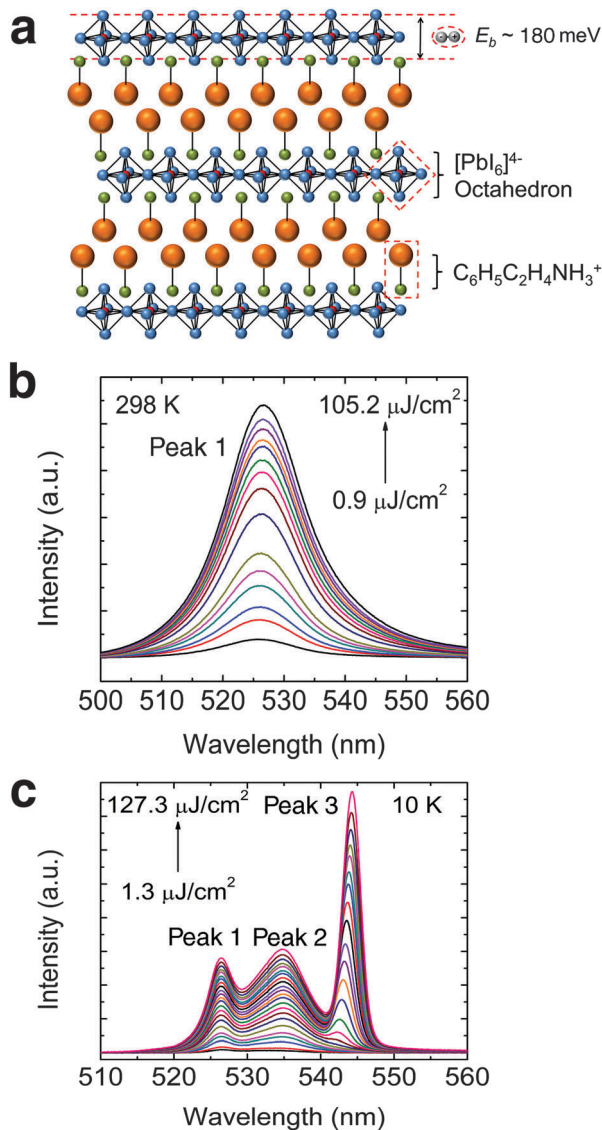 a
E_b ~ 180 meV
[PbI₆]⁴⁻
Octahedron
C₆H₅C₂H₄NH₃⁺
b
298 K
105.2 μJ/cm²
Peak 1
0.9 μJ/cm²
Intensity (a.u.)
500 510 520 530 540 550 560
Wavelength (nm)
c
127.3 μJ/cm²
Peak 3
10 K
1.3 μJ/cm²
Peak 1 Peak 2
Intensity (a.u.)
510 520 530 540 550 560
Wavelength (nm)